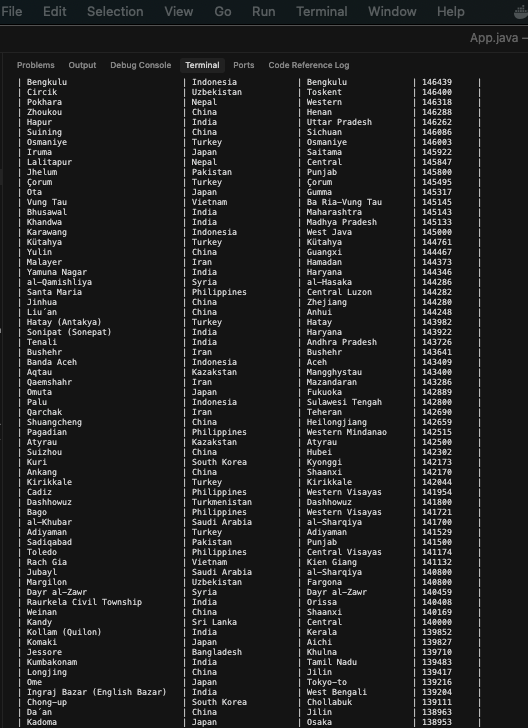 File Edit Selection View Go Run Terminal Window Help
App.java —
Problems Output Debug Console Terminal Ports Code Reference Log
| Bengkulu | Indonesia | Bengkulu | 146439 |
| Circik | Uzbekistan | Toskent | 146400 |
| Pokhara | Nepal | Western | 146318 |
| Zhoukou | China | Henan | 146288 |
| Hapur | India | Uttar Pradesh | 146262 |
| Suining | China | Sichuan | 146086 |
| Osmaniye | Turkey | Osmaniye | 146003 |
| Iruma | Japan | Saitama | 145922 |
| Lalitapur | Nepal | Central | 145847 |
| Jhelum | Pakistan | Punjab | 145800 |
| Çorum | Turkey | Çorum | 145495 |
| Ota | Japan | Gumma | 145317 |
| Vung Tau | Vietnam | Ba Ria-Vung Tau | 145145 |
| Bhusawal | India | Maharashtra | 145143 |
| Khandwa | India | Madhya Pradesh | 145133 |
| Karawang | Indonesia | West Java | 145000 |
| Kütahya | Turkey | Kütahya | 144761 |
| Yulin | China | Guangxi | 144467 |
| Malayer | Iran | Hamadan | 144373 |
| Yamuna Nagar | India | Haryana | 144346 |
| al-Qamishliya | Syria | al-Hasaka | 144286 |
| Santa Maria | Philippines | Central Luzon | 144282 |
| Jinhua | China | Zhejiang | 144280 |
| Liu´an | China | Anhui | 144248 |
| Hatay (Antakya) | Turkey | Hatay | 143982 |
| Sonipat (Sonepat) | India | Haryana | 143922 |
| Tenali | India | Andhra Pradesh | 143726 |
| Bushehr | Iran | Bushehr | 143641 |
| Banda Aceh | Indonesia | Aceh | 143409 |
| Aqtau | Kazakstan | Mangghystau | 143400 |
| Qaemshahr | Iran | Mazandaran | 143286 |
| Omuta | Japan | Fukuoka | 142889 |
| Palu | Indonesia | Sulawesi Tengah | 142800 |
| Qarchak | Iran | Teheran | 142690 |
| Shuangcheng | China | Heilongjiang | 142659 |
| Pagadian | Philippines | Western Mindanao | 142515 |
| Atyrau | Kazakstan | Atyrau | 142500 |
| Suizhou | China | Hubei | 142302 |
| Kuri | South Korea | Kyonggi | 142173 |
| Ankang | China | Shaanxi | 142170 |
| Kirikkale | Turkey | Kirikkale | 142044 |
| Cadiz | Philippines | Western Visayas | 141954 |
| Dashhowuz | Turkmenistan | Dashhowuz | 141800 |
| Bago | Philippines | Western Visayas | 141721 |
| al-Khubar | Saudi Arabia | al-Sharqiya | 141700 |
| Adiyaman | Turkey | Adiyaman | 141529 |
| Sadiqabad | Pakistan | Punjab | 141500 |
| Toledo | Philippines | Central Visayas | 141174 |
| Rach Gia | Vietnam | Kien Giang | 141132 |
| Jubayl | Saudi Arabia | al-Sharqiya | 140800 |
| Margilon | Uzbekistan | Fargona | 140800 |
| Dayr al-Zawr | Syria | Dayr al-Zawr | 140459 |
| Raurkela Civil Township | India | Orissa | 140408 |
| Weinan | China | Shaanxi | 140169 |
| Kandy | Sri Lanka | Central | 140000 |
| Kollam (Quilon) | India | Kerala | 139852 |
| Komaki | Japan | Aichi | 139827 |
| Jessore | Bangladesh | Khulna | 139710 |
| Kumbakonam | India | Tamil Nadu | 139483 |
| Longjing | China | Jilin | 139417 |
| Ome | Japan | Tokyo-to | 139216 |
| Ingraj Bazar (English Bazar) | India | West Bengali | 139204 |
| Chong-up | South Korea | Chollabuk | 139111 |
| Da´an | China | Jilin | 138963 |
| Kadoma | Japan | Osaka | 138953 |